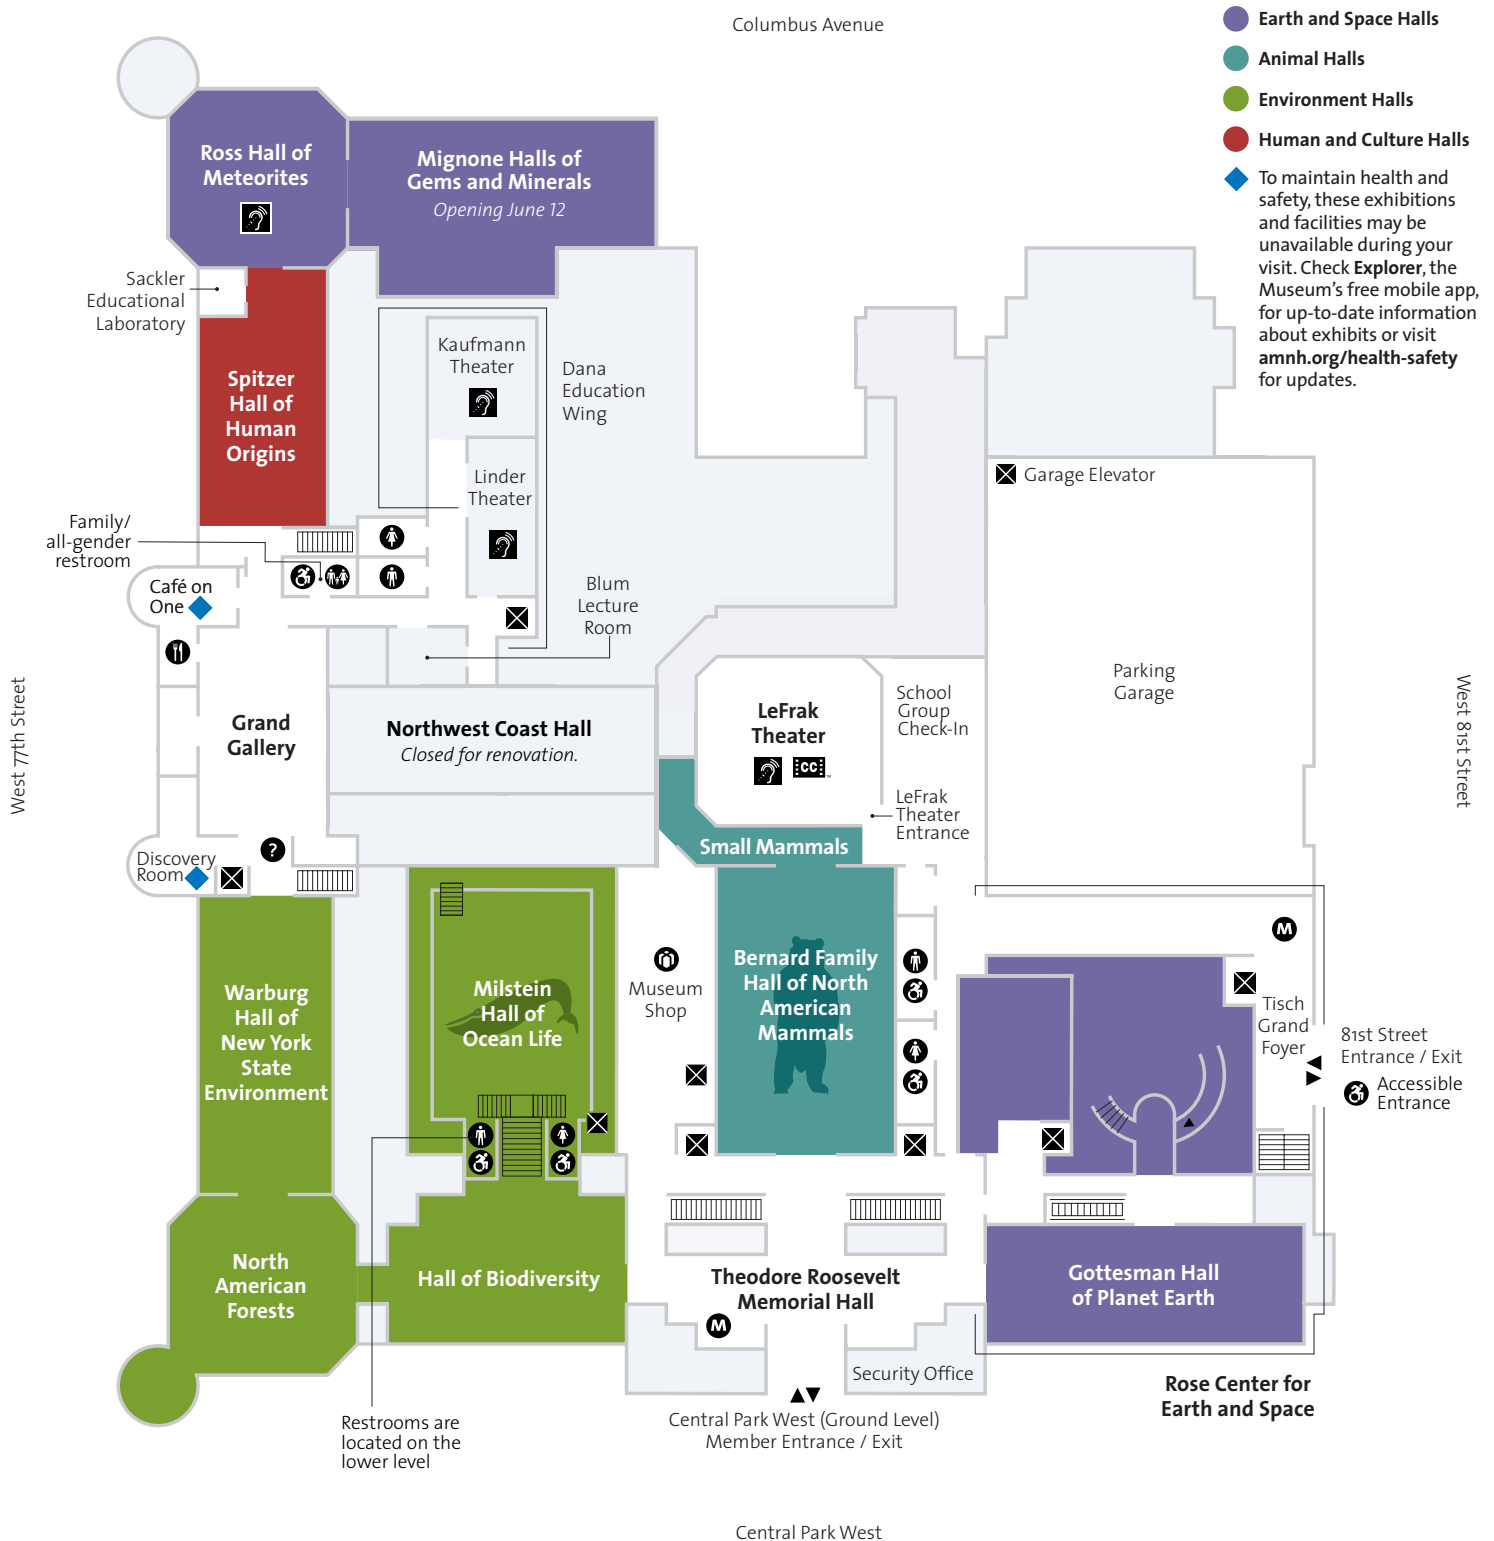 Columbus Avenue
Earth and Space Halls
Animal Halls
Environment Halls
Human and Culture Halls
To maintain health and
safety, these exhibitions
and facilities may be
unavailable during your
visit. Check Explorer, the
Museum's free mobile app,
for up-to-date information
about exhibits or visit
amnh.org/health-safety
for updates.
Ross Hall of
Meteorites
Mignone Halls of
Gems and Minerals
Opening June 12
Sackler
Educational
Laboratory
Spitzer
Hall of
Human
Origins
Kaufmann
Theater
Dana
Education
Wing
Linder
Theater
Garage Elevator
Family/
all-gender
restroom
Café on
One
Blum
Lecture
Room
West 77th Street
Grand
Gallery
Northwest Coast Hall
Closed for renovation.
LeFrak
Theater
CC
School
Group
Check-In
Parking
Garage
West 81st Street
LeFrak
Theater
Entrance
Small Mammals
?
Discovery
Room
Warburg
Hall of
New York
State
Environment
Milstein
Hall of
Ocean Life
Museum
Shop
Bernard Family
Hall of North
American
Mammals
M
Tisch
Grand
Foyer
81st Street
Entrance / Exit
Accessible
Entrance
North
American
Forests
Hall of Biodiversity
Theodore Roosevelt
Memorial Hall
M
Gottesman Hall
of Planet Earth
Security Office
Rose Center for
Earth and Space
Central Park West (Ground Level)
Member Entrance / Exit
Restrooms are
located on the
lower level
Central Park West